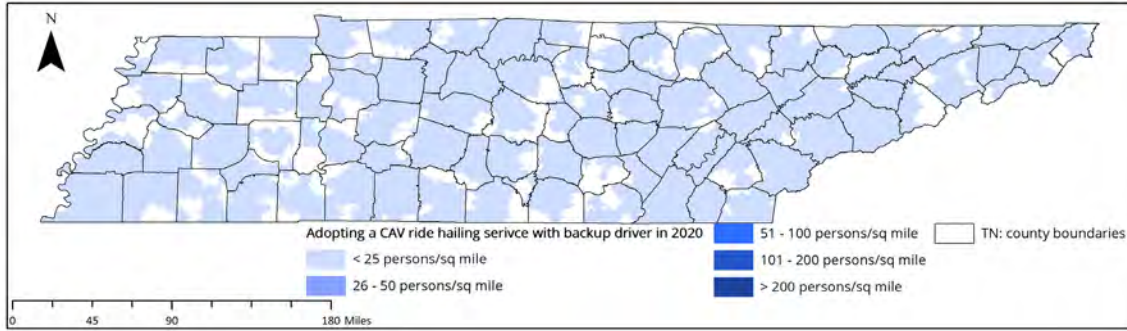 N
Adopting a CAV ride hailing serivce with backup driver in 2020
< 25 persons/sq mile
26 - 50 persons/sq mile
51 - 100 persons/sq mile
101 - 200 persons/sq mile
> 200 persons/sq mile
TN: county boundaries
0 45 90 180 Miles